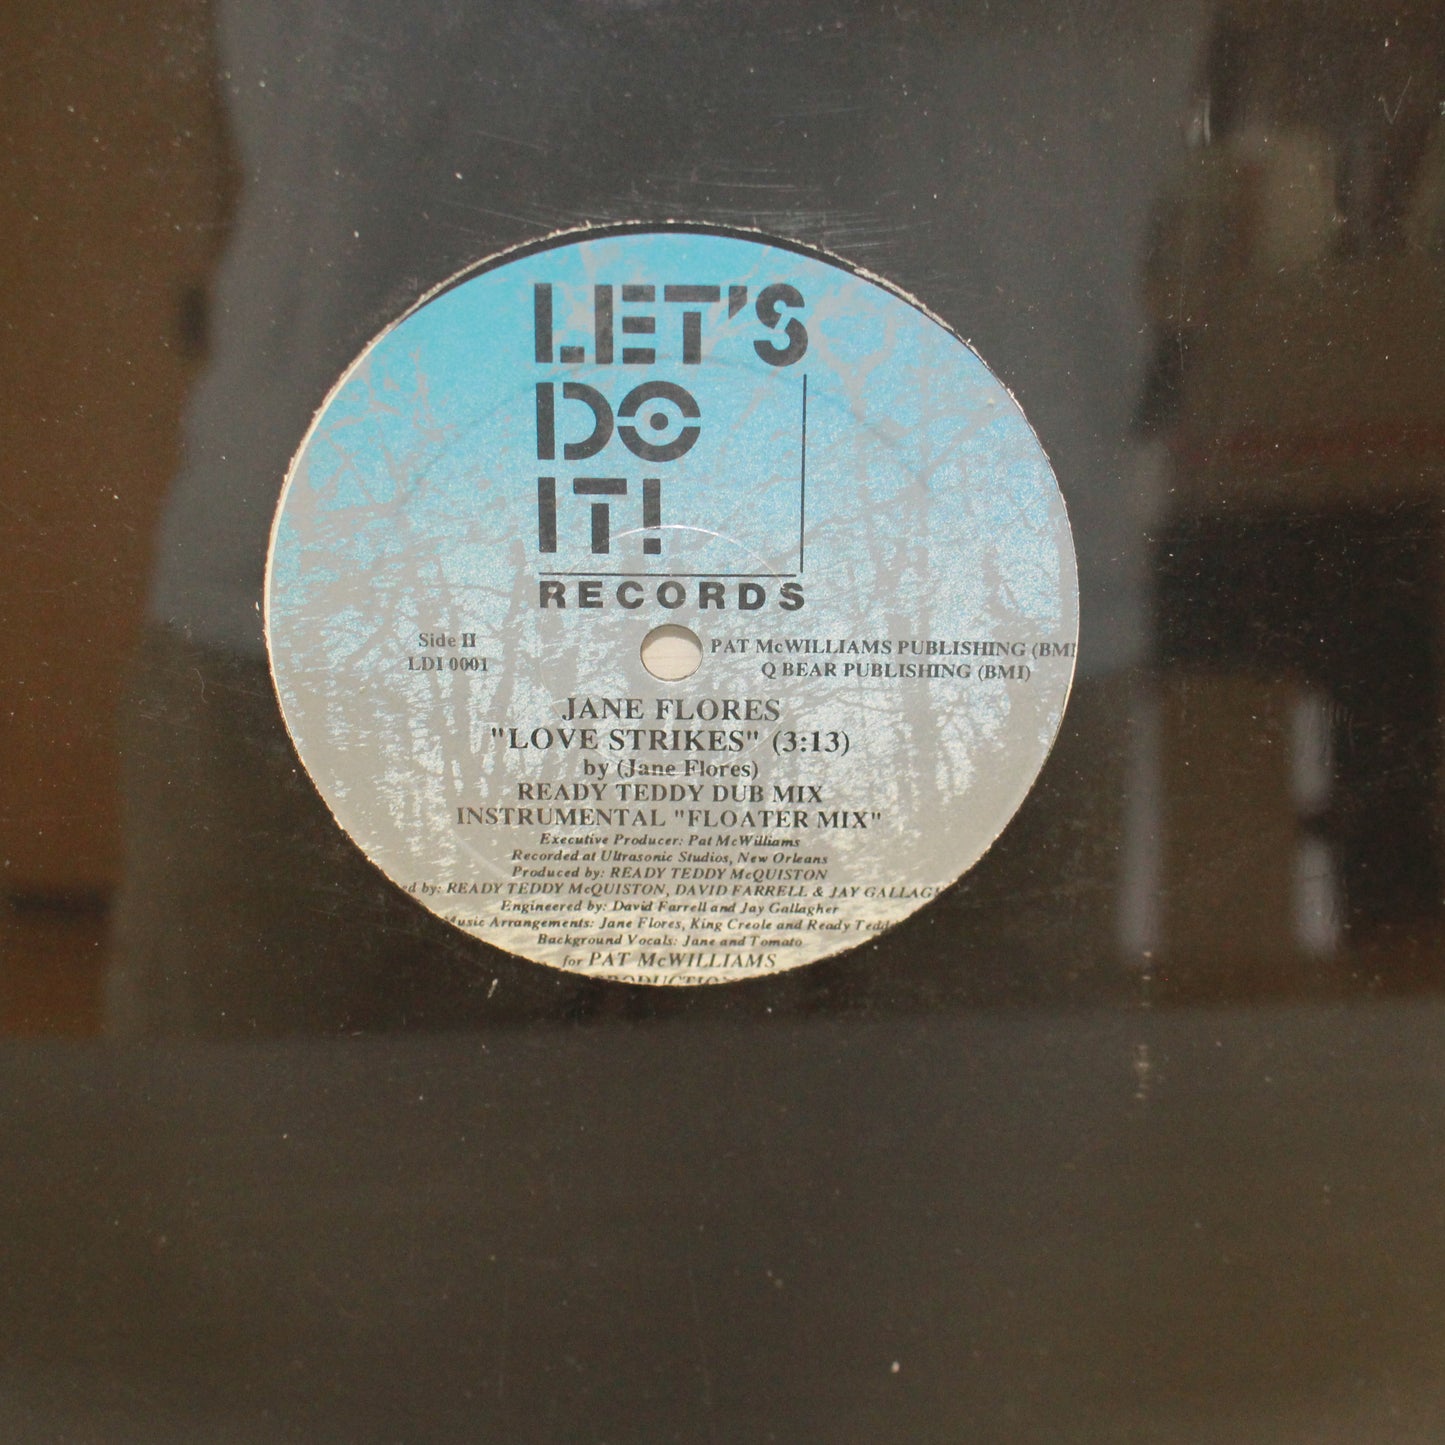 LET'S
DO
IT!
RECORDS
Side II
LDI 0001
PAT McWILLIAMS PUBLISHING (BMI
Q BEAR PUBLISHING (BMI)
JANE FLORES
"LOVE STRIKES" (3:13)
by (Jane Flores)
READY TEDDY DUB MIX
INSTRUMENTAL "FLOATER MIX"
Executive Producer: Pat McWilliams
Recorded at Ultrasonic Studios, New Orleans
Produced by: READY TEDDY McQUISTON
by: READY TEDDY McQUISTON, DAVID FARRELL & JAY GALLAG
Engineered by: David Farrell and Jay Gallagher
Music Arrangements: Jane Flores, King Creole and Ready Tedd
Background Vocals: Jane and Tomato
for PAT McWILLIAMS